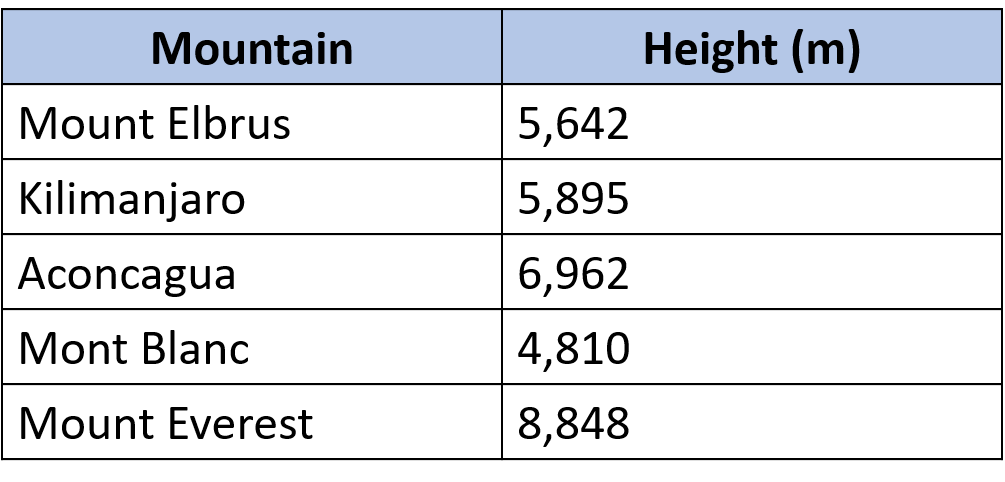 Mountain Height (m)
Mount Elbrus 5,642
Kilimanjaro 5,895
Aconcagua 6,962
Mont Blanc 4,810
Mount Everest 8,848